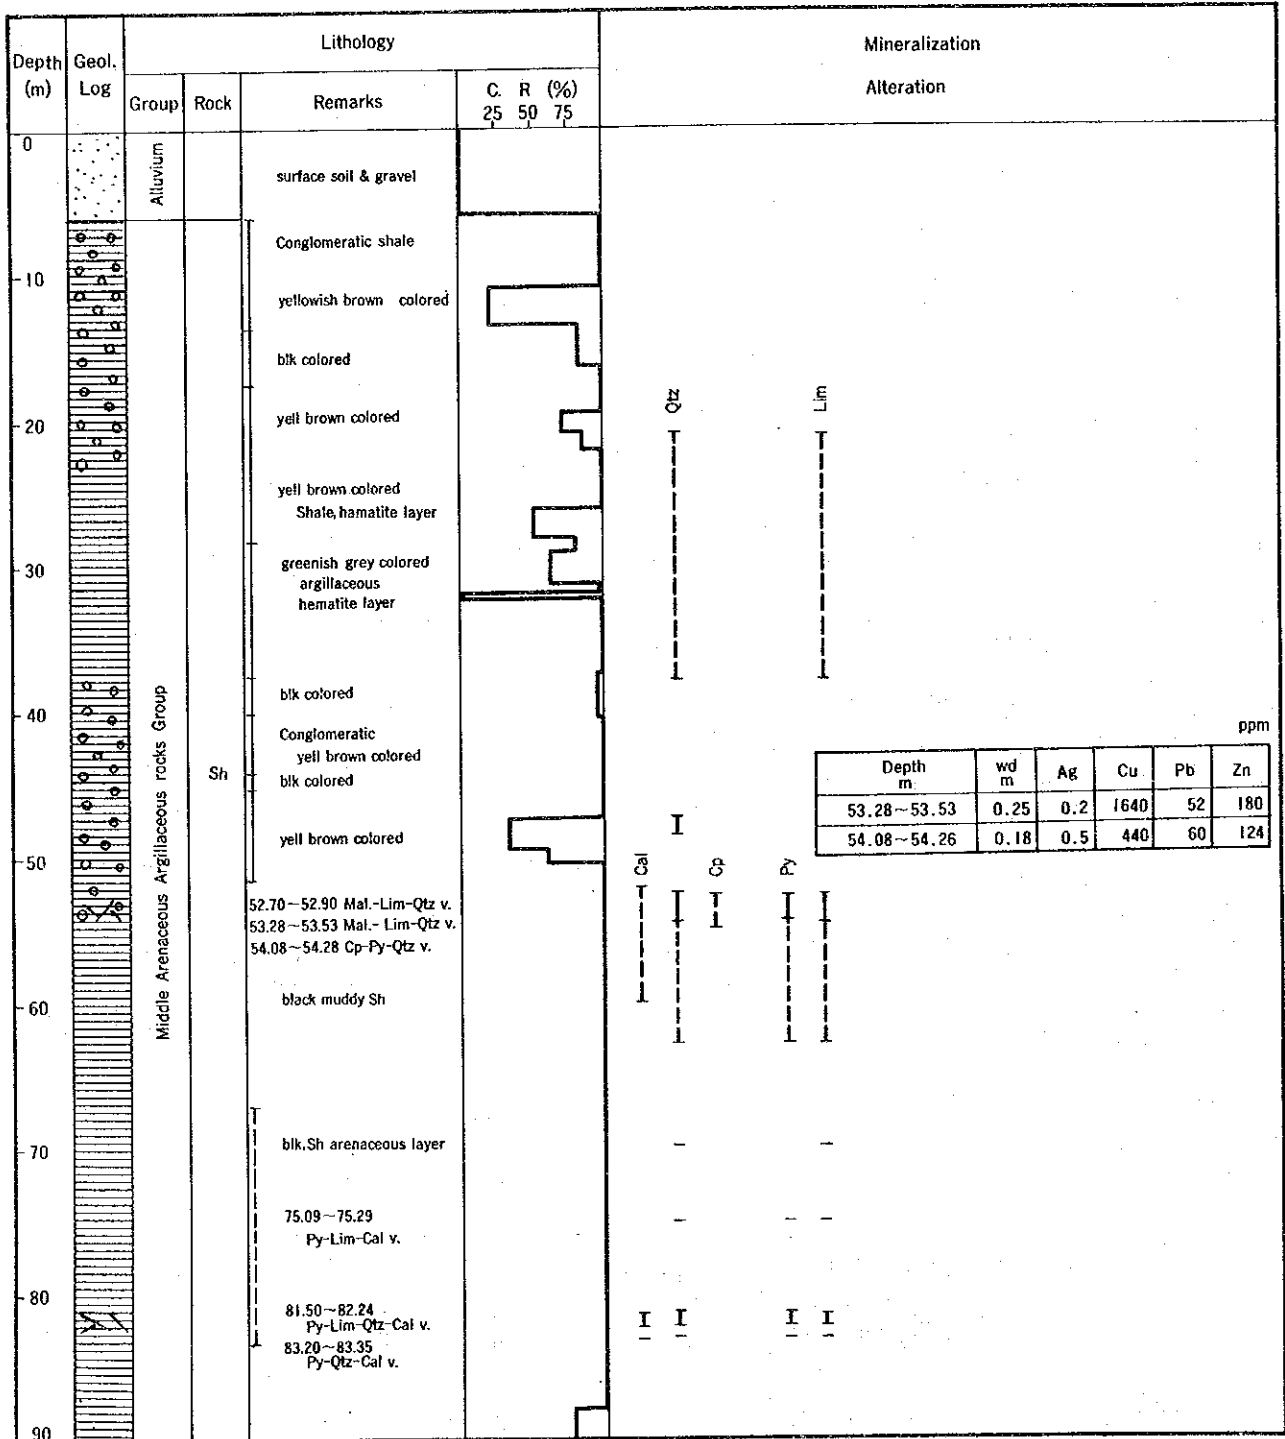 Depth
(m)
Geol.
Log
Lithology
Group
Rock
Remarks
C. R (%)
25 50 75
Mineralization
Alteration
0
10
20
30
40
50
60
70
80
90
Alluvium
Middle Arenaceous Argillaceous rocks Group
Sh
surface soil & gravel
Conglomeratic shale
yellowish brown colored
blk colored
yell brown colored
yell brown colored
Shale, hamatite layer
greenish grey colored
argillaceous
hematite layer
blk colored
Conglomeratic
yell brown colored
blk colored
yell brown colored
52.70~52.90 Mal.-Lim-Qtz v.
53.28~53.53 Mal.- Lim-Qtz v.
54.08~54.28 Cp-Py-Qtz v.
black muddy Sh
blk, Sh arenaceous layer
75.09~75.29
Py-Lim-Cal v.
81.50~82.24
Py-Lim-Qtz-Cal v.
83.20~83.35
Py-Qtz-Cal v.
Qtz
Lim
Cal
Cp
Py
ppm
Depth m wd m Ag Cu Pb Zn
53.28~53.53 0.25 0.2 1640 52 180
54.08~54.26 0.18 0.5 440 60 124